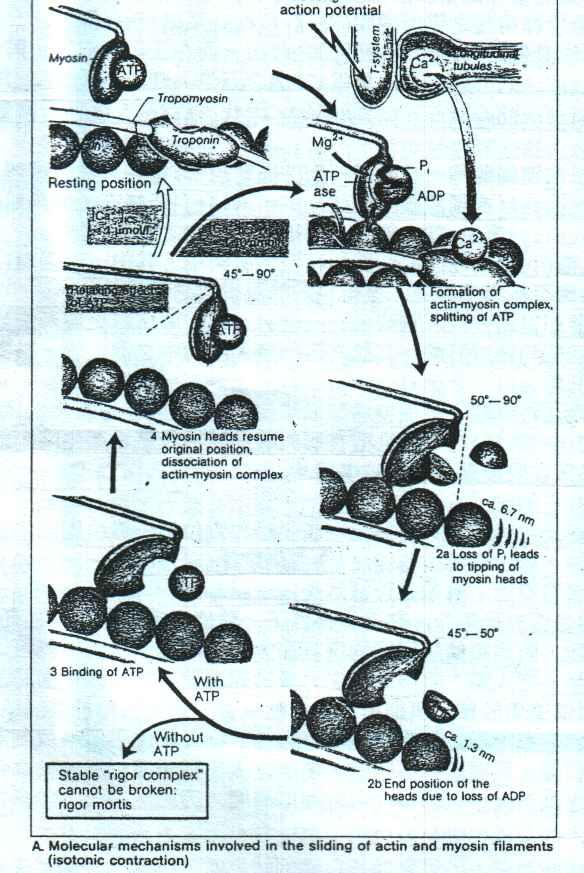 action potential
Myosin
ATP
T-system
Ca²⁺
Longitudinal
tubules
Tropomyosin
Troponin
Resting position
Mg²⁺
ATP
ase
Pᵢ
ADP
Ca²⁺
1 Formation of
actin-myosin complex,
splitting of ATP
45°—90°
of ATP
ATP
4 Myosin heads resume
original position,
dissociation of
actin-myosin complex
50°—90°
ca. 6.7 nm
2a Loss of Pᵢ leads
to tipping of
myosin heads
ATP
3 Binding of ATP
With
ATP
Without
ATP
Stable "rigor complex"
cannot be broken:
rigor mortis
45°—50°
ca. 1.3 nm
2b End position of the
heads due to loss of ADP
A. Molecular mechanisms involved in the sliding of actin and myosin filaments
(isotonic contraction)